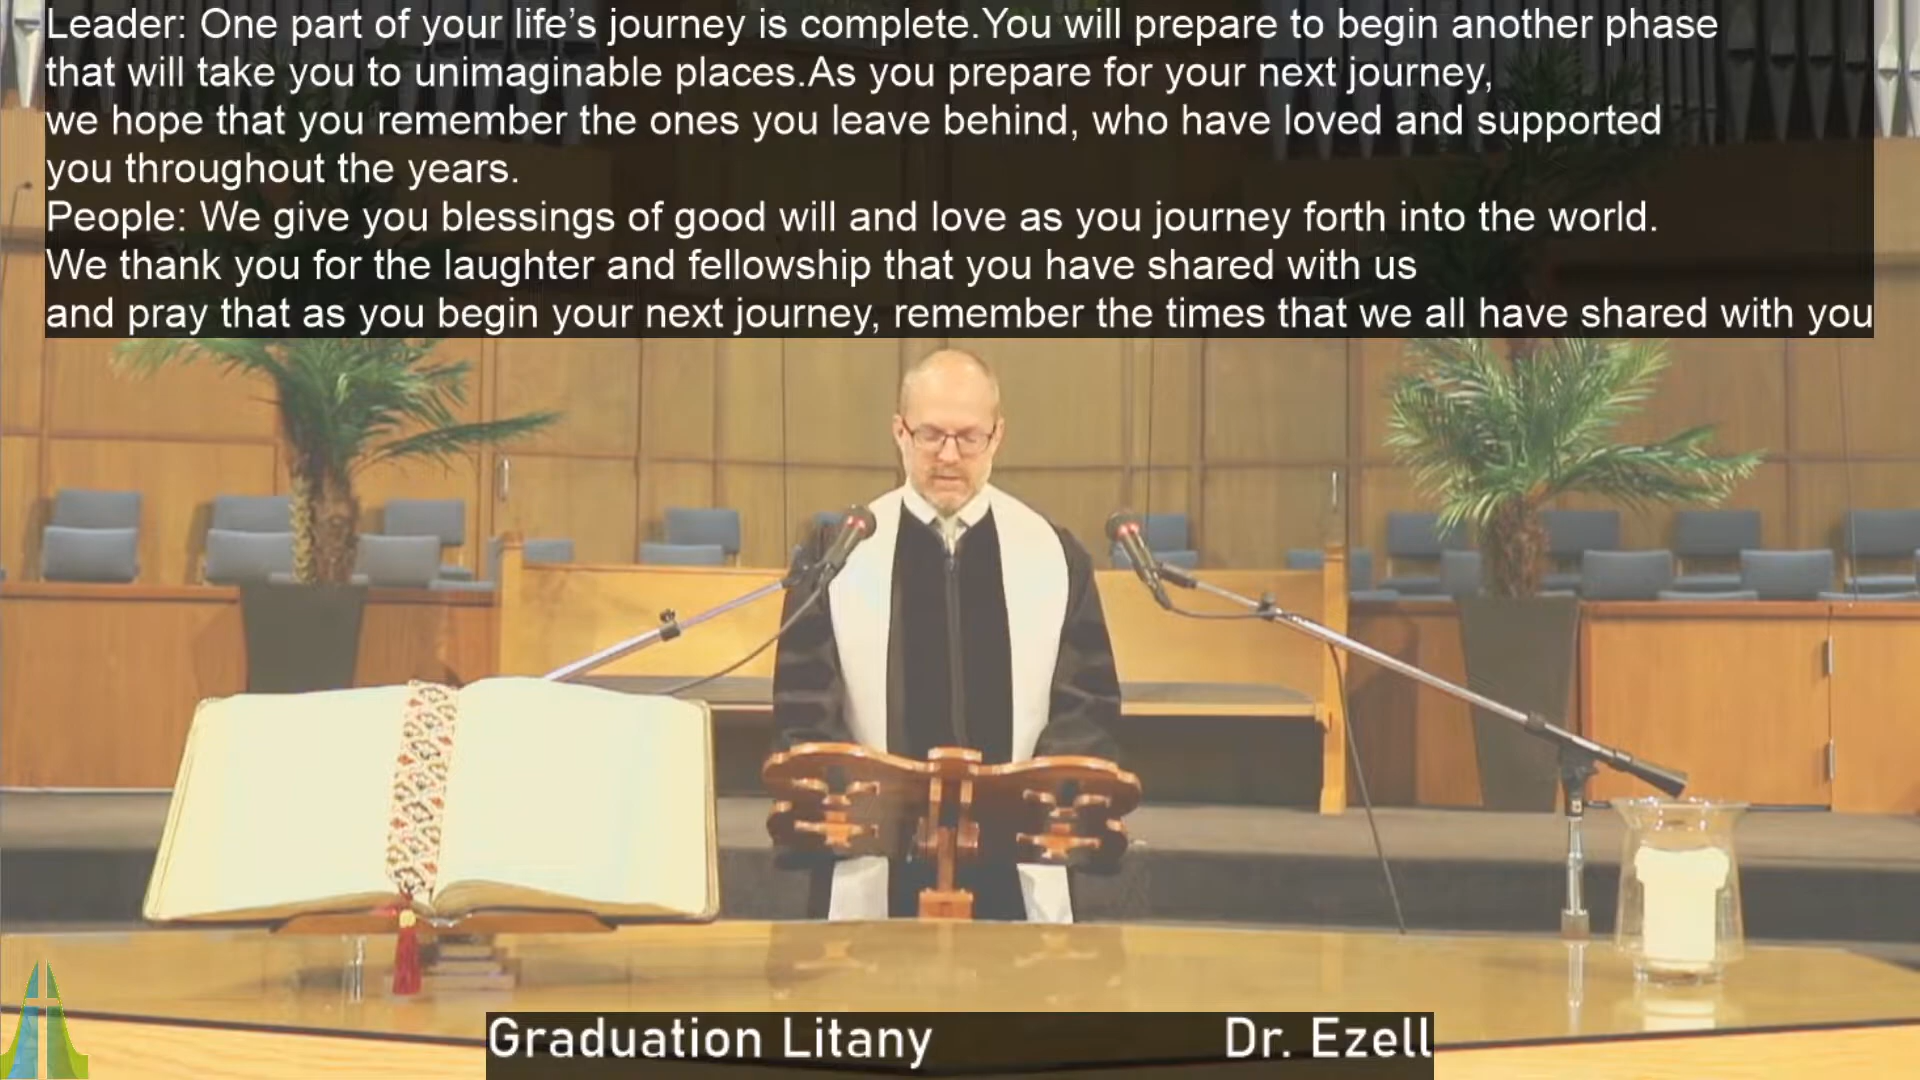 Leader: One part of your life’s journey is complete.You will prepare to begin another phase
that will take you to unimaginable places.As you prepare for your next journey,
we hope that you remember the ones you leave behind, who have loved and supported
you throughout the years.
People: We give you blessings of good will and love as you journey forth into the world.
We thank you for the laughter and fellowship that you have shared with us
and pray that as you begin your next journey, remember the times that we all have shared with you
Graduation Litany Dr. Ezell